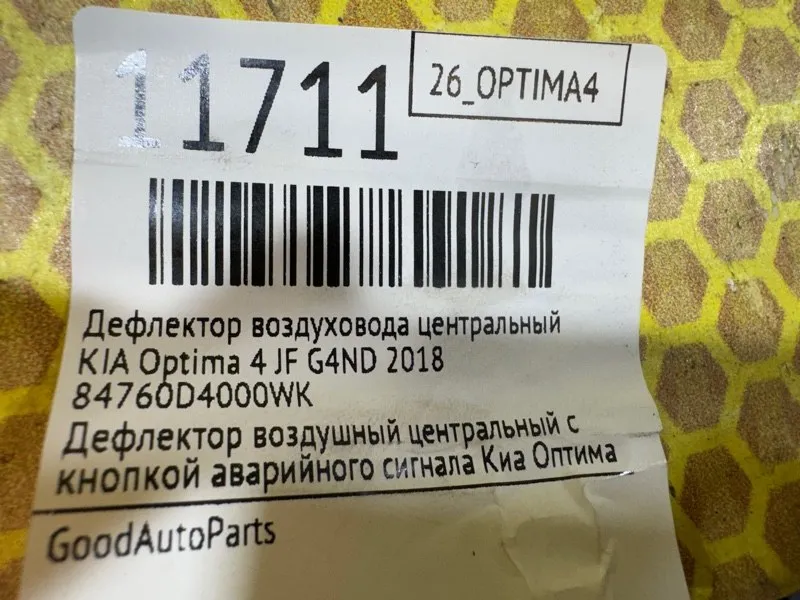 11711
26_OPTIMA4
Дефлектор воздуховода центральный
KIA Optima 4 JF G4ND 2018
84760D4000WK
Дефлектор воздушный центральный с
кнопкой аварийного сигнала Киа Оптима
GoodAutoParts